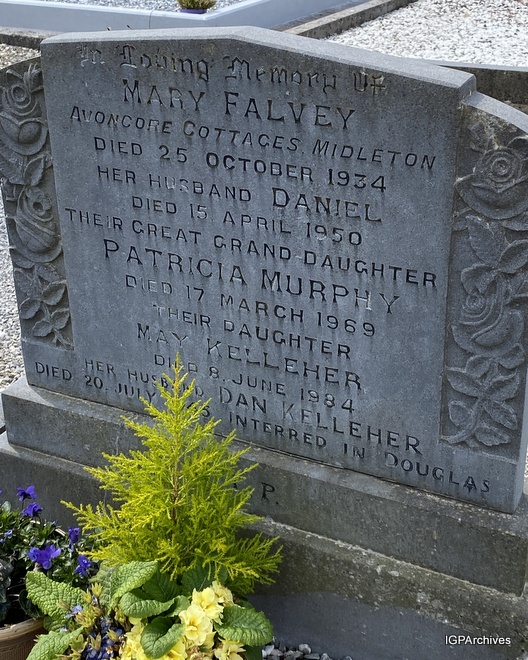 In Loving Memory Of
MARY FALVEY
AVONCORE COTTAGES, MIDLETON
DIED 25 OCTOBER 1934
HER HUSBAND DANIEL
DIED 15 APRIL 1950
THEIR GREAT GRAND-DAUGHTER
PATRICIA MURPHY
DIED 17 MARCH 1969
THEIR DAUGHTER
MAY KELLEHER
DIED 8 JUNE 1984
HER DAN KELLEHER
DIED 20 JULY INTERRED IN DOUGLAS
P.
IGPArchives